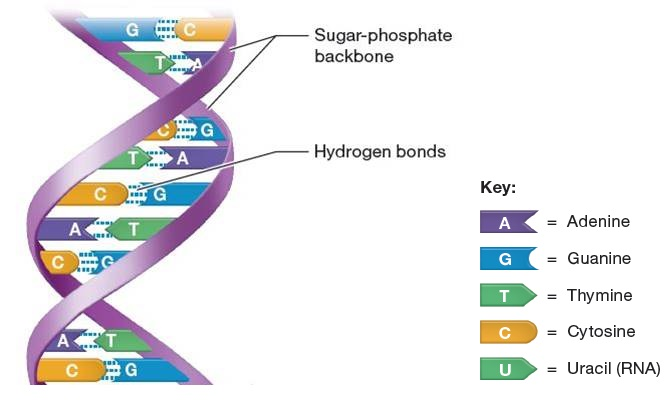 G C
Sugar-phosphate
backbone
T A
C G
Hydrogen bonds
T A
C G
Key:
A T
A = Adenine
C G
G = Guanine
T = Thymine
A T
C = Cytosine
C G
U = Uracil (RNA)